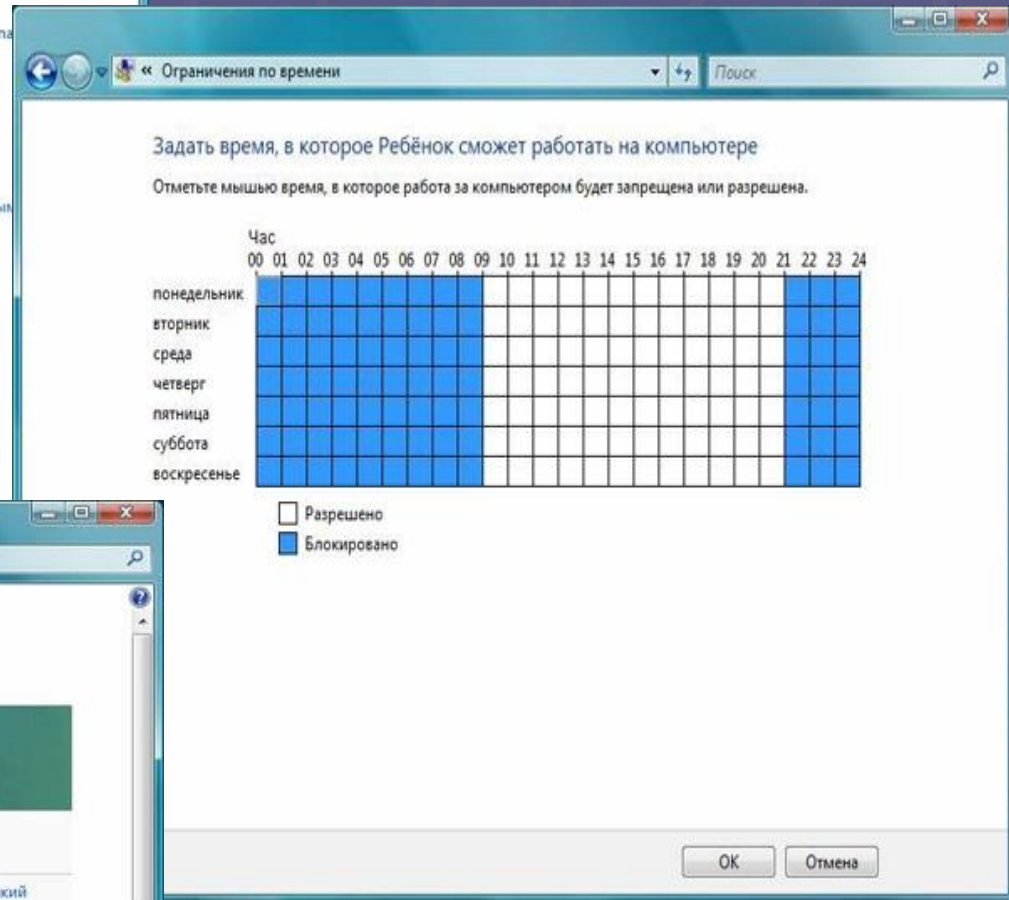 « Ограничения по времени
Поиск
Задать время, в которое Ребёнок сможет работать на компьютере
Отметьте мышью время, в которое работа за компьютером будет запрещена или разрешена.
Час
00 01 02 03 04 05 06 07 08 09 10 11 12 13 14 15 16 17 18 19 20 21 22 23 24
понедельник
вторник
среда
четверг
пятница
суббота
воскресенье
Разрешено
Блокировано
OK Отмена